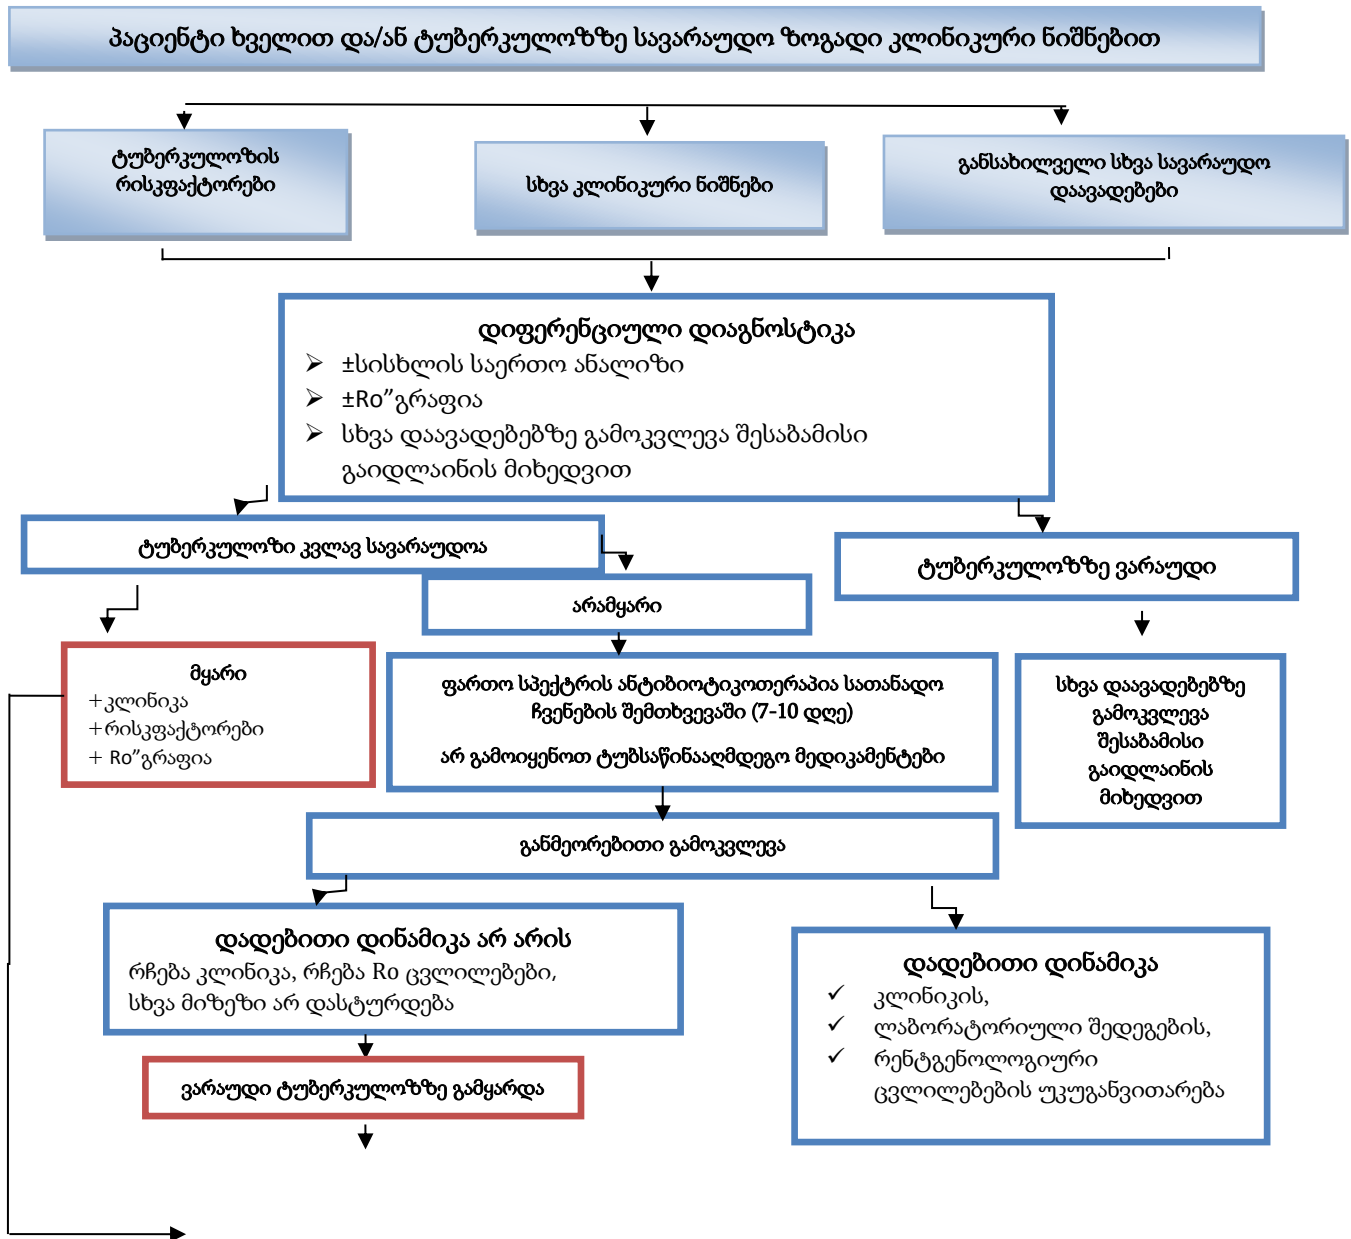 პაციენტი ხველით და/ან ტუბერკულოზზე სავარაუდო ზოგადი კლინიკური ნიშნებით
ტუბერკულოზის
რისკფაქტორები
სხვა კლინიკური ნიშნები
განსახილველი სხვა სავარაუდო
დაავადებები
დიფერენციული დიაგნოსტიკა
➢ ±სისხლის საერთო ანალიზი
➢ ±Ro”გრაფია
➢ სხვა დაავადებებზე გამოკვლევა შესაბამისი
გაიდლაინის მიხედვით
ტუბერკულოზი კვლავ სავარაუდოა
ტუბერკულოზზე ვარაუდი
არამყარი
მყარი
+კლინიკა
+რისკფაქტორები
+ Ro”გრაფია
ფართო სპექტრის ანტიბიოტიკოთერაპია სათანადო
ჩვენების შემთხვევაში (7-10 დღე)
არ გამოიყენოთ ტუბსაწინააღმდეგო მედიკამენტები
სხვა დაავადებებზე
გამოკვლევა
შესაბამისი
გაიდლაინის
მიხედვით
განმეორებითი გამოკვლევა
დადებითი დინამიკა არ არის
რჩება კლინიკა, რჩება Ro ცვლილებები,
სხვა მიზეზი არ დასტურდება
დადებითი დინამიკა
✓ კლინიკის,
✓ ლაბორატორიული შედეგების,
✓ რენტგენოლოგიური
ცვლილებების უკუგანვითარება
ვარაუდი ტუბერკულოზზე გამყარდა